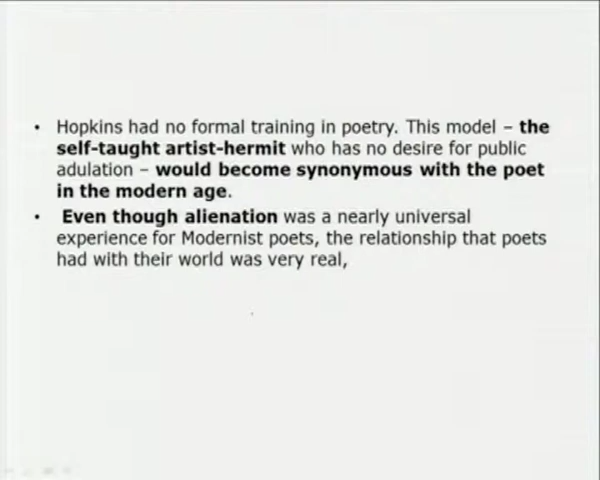 • Hopkins had no formal training in poetry. This model – the
self-taught artist-hermit who has no desire for public
adulation – would become synonymous with the poet
in the modern age.
• Even though alienation was a nearly universal
experience for Modernist poets, the relationship that poets
had with their world was very real,